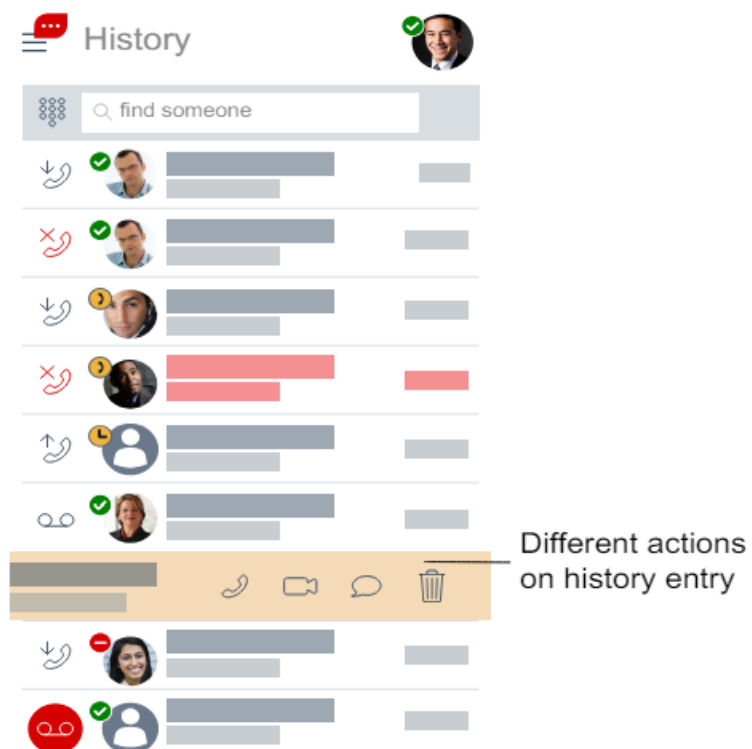 History
find someone
Different actions
on history entry